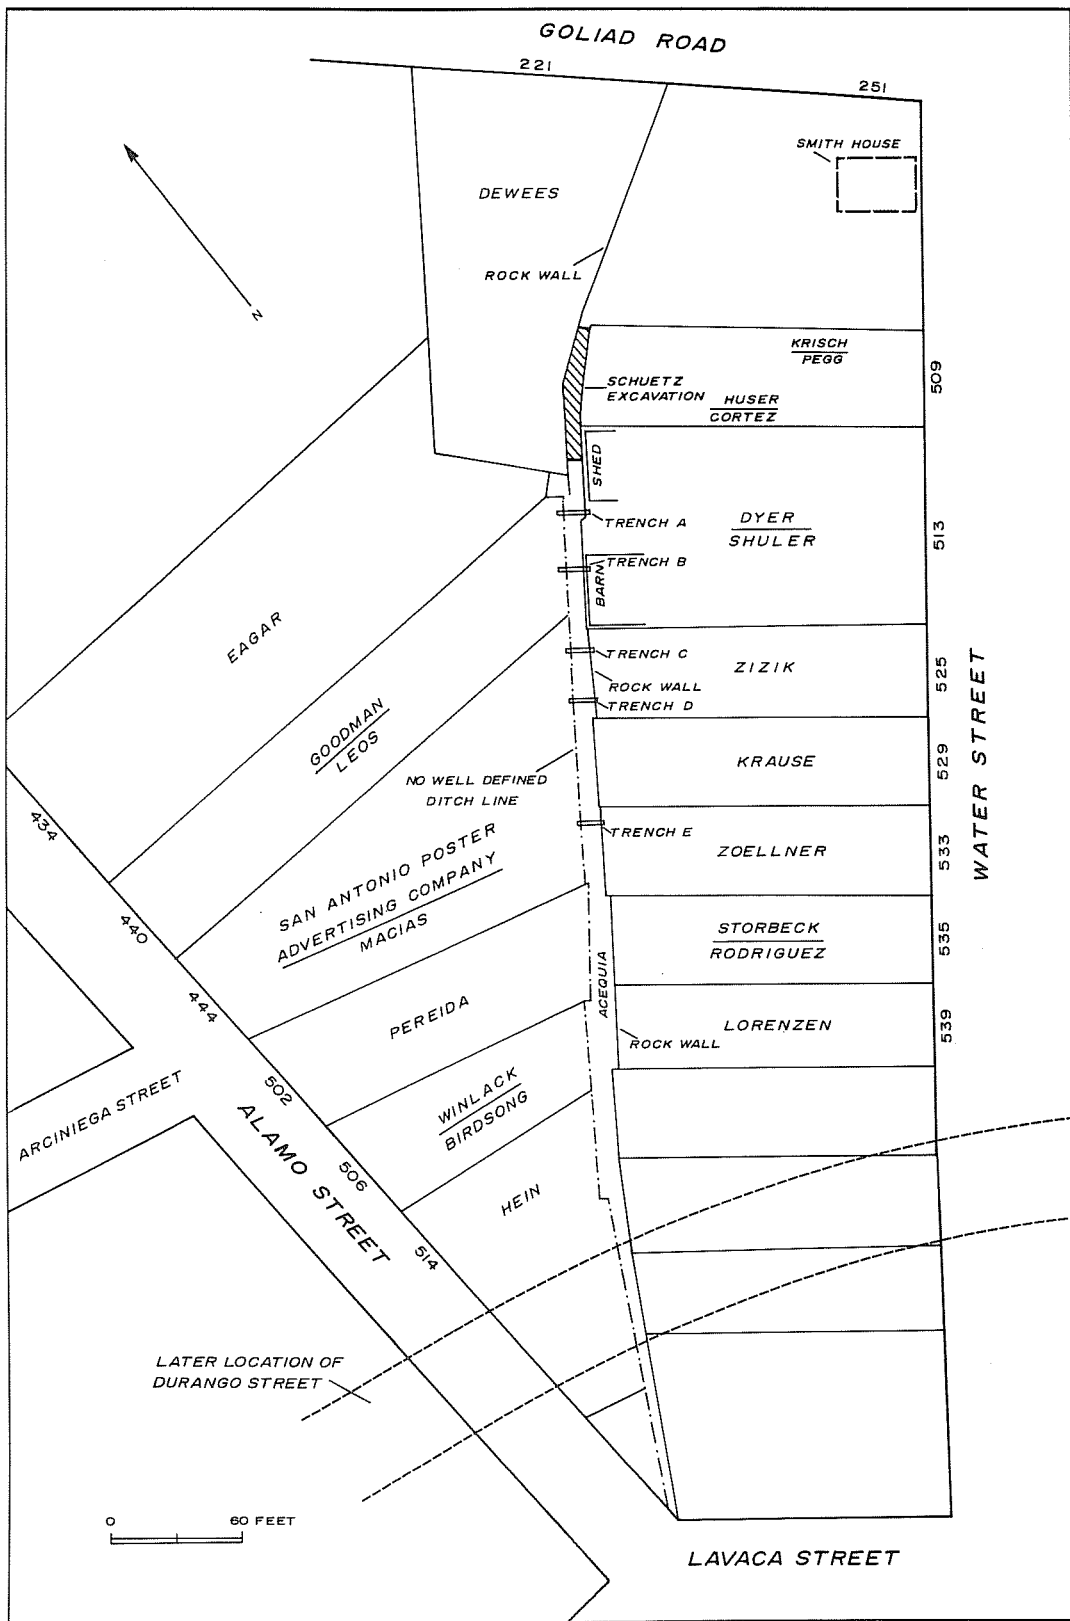 GOLIAD ROAD
221
251
SMITH HOUSE
DEWEES
ROCK WALL
N
KRISCH
PEGG
509
SCHUETZ
EXCAVATION
HUSER
CORTEZ
SHED
TRENCH A
DYER
SHULER
513
TRENCH B
BARN
EAGAR
TRENCH C
ZIZIK
525
ROCK WALL
TRENCH D
GOODMAN
LEOS
WATER STREET
NO WELL DEFINED
DITCH LINE
KRAUSE
529
434
TRENCH E
ZOELLNER
533
SAN ANTONIO POSTER
ADVERTISING COMPANY
MACIAS
440
STORBECK
RODRIGUEZ
535
444
ACEQUIA
PEREIDA
LORENZEN
539
ROCK WALL
ARCINIEGA STREET
502
WINLACK
BIRDSONG
ALAMO STREET
506
HEIN
514
LATER LOCATION OF
DURANGO STREET
0 60 FEET
LAVACA STREET